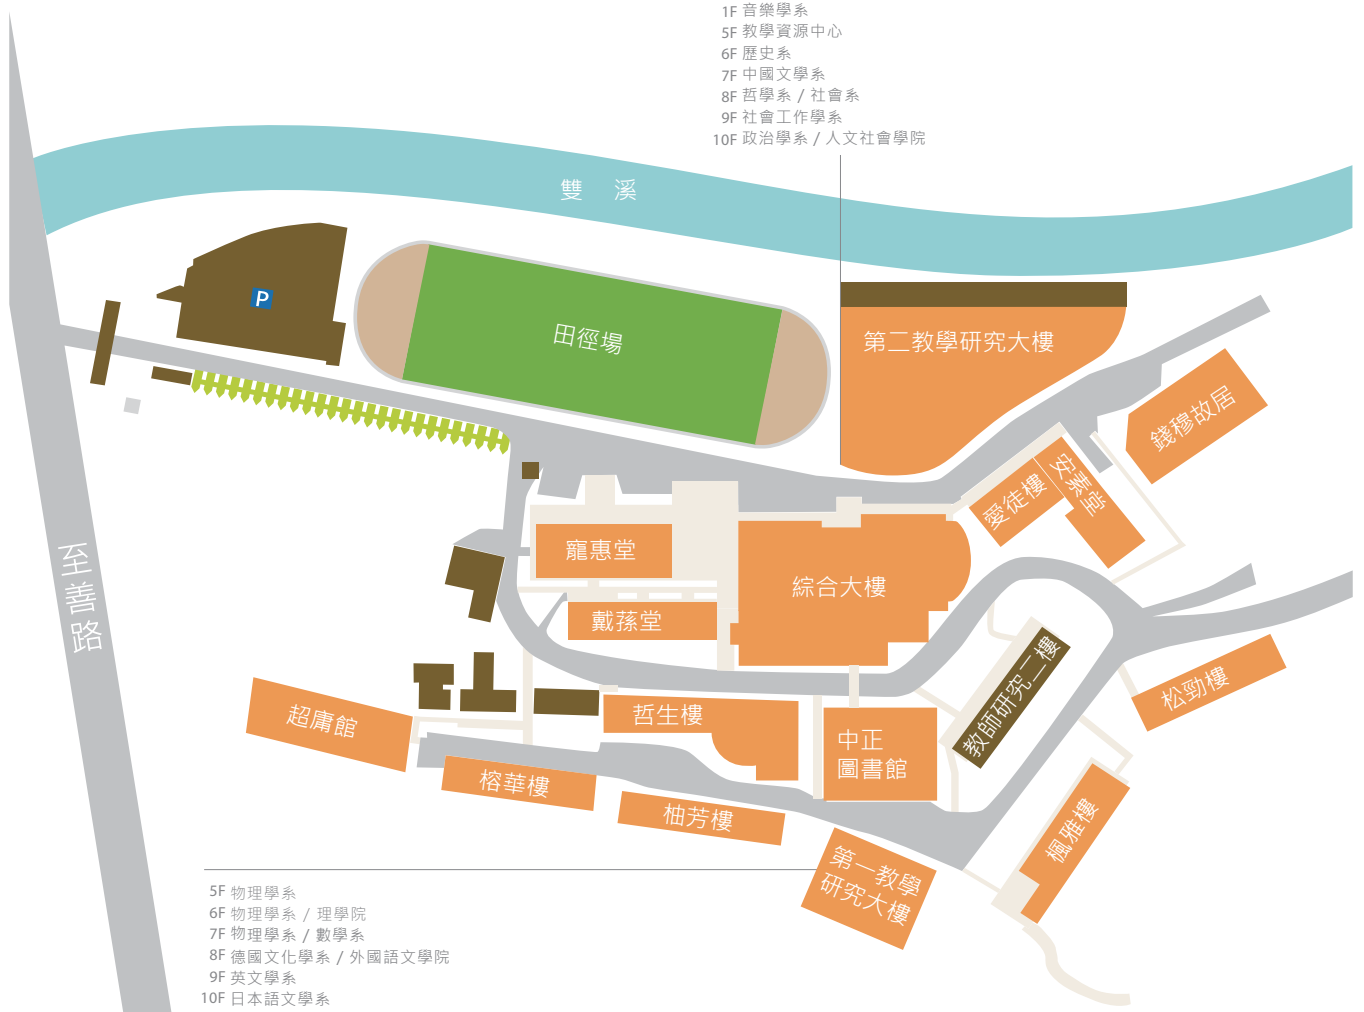 1F 音樂學系
5F 教學資源中心
6F 歷史系
7F 中國文學系
8F 哲學系 / 社會系
9F 社會工作學系
10F 政治學系 / 人文社會學院
雙 溪
P
田徑場
第二教學研究大樓
錢穆故居
安素堂
愛徒樓
寵惠堂
綜合大樓
戴蓀堂
至善路
教師研究二樓
松勁樓
超庸館
哲生樓
中正
圖書館
榕華樓
柚芳樓
楓雅樓
第一教學
研究大樓
5F 物理學系
6F 物理學系 / 理學院
7F 物理學系 / 數學系
8F 德國文化學系 / 外國語文學院
9F 英文學系
10F 日本語文學系